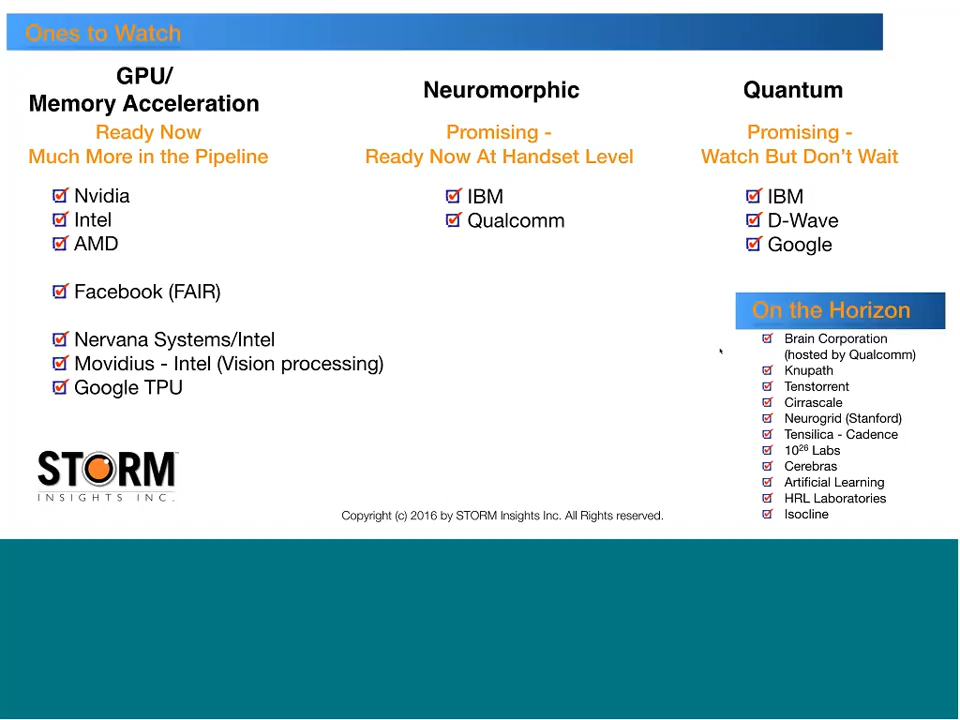 Ones to Watch
GPU/
Memory Acceleration
Ready Now
Much More in the Pipeline
Nvidia
Intel
AMD
Facebook (FAIR)
Nervana Systems/Intel
Movidius - Intel (Vision processing)
Google TPU
Neuromorphic
Promising -
Ready Now At Handset Level
IBM
Qualcomm
Quantum
Promising -
Watch But Don’t Wait
IBM
D-Wave
Google
On the Horizon
Brain Corporation
(hosted by Qualcomm)
Knupath
Tenstorrent
Cirrascale
Neurogrid (Stanford)
Tensilica - Cadence
10²⁶ Labs
Cerebras
Artificial Learning
HRL Laboratories
Isocline
STORM™
INSIGHTS INC.
Copyright (c) 2016 by STORM Insights Inc. All Rights reserved.